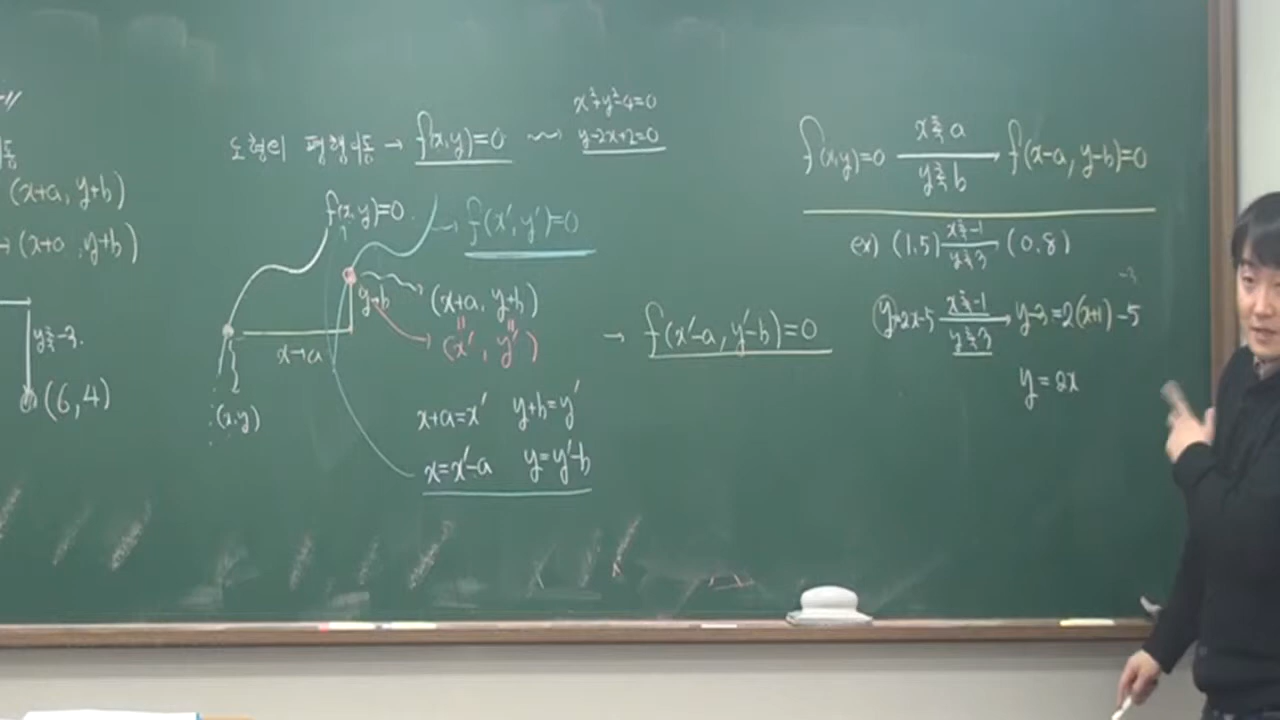 동
(x+a, y+b)
→ (x+a, y+b)
y축-3.
(6,4)
도형의 평행이동 → f(x,y)=0 〰 x²+y²-4=0
y-2x+2=0
f(x,y)=0
→ f(x′,y′)=0
y+b
(x+a, y+b)
= =
(x′, y′)
x→a
(x,y)
x+a=x′ y+b=y′
x=x′-a y=y′-b
→ f(x′-a, y′-b)=0
f(x,y)=0 x축 a y축 b → f(x-a, y-b)=0
ex) (1,5) x축-1 y축3 → (0,8)
-3
y=2x-5 x축-1 y축3 → y-3=2(x+1)-5
y=2x